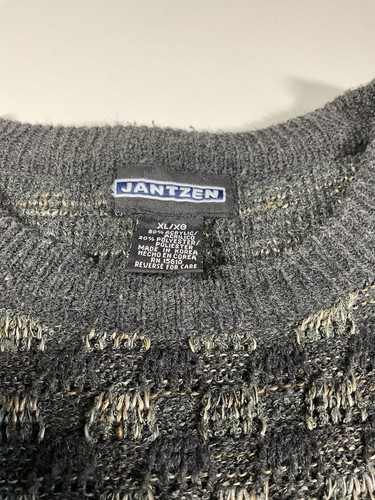 JANTZEN
XL/XG
80% ACRYLIC/
ACRILICO
20% POLYESTER/
POLIESTER
MADE IN KOREA
HECHO EN COREA
RN 15610
REVERSE FOR CARE